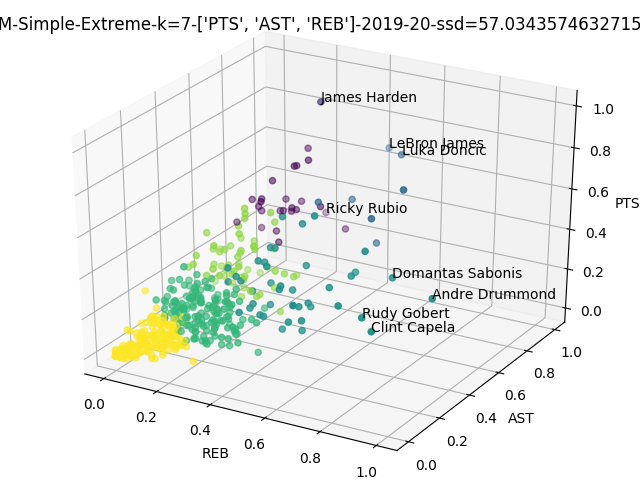 M-Simple-Extreme-k=7-['PTS', 'AST', 'REB']-2019-20-ssd=57.0343574632715
James Harden
LeBron James
Luka Doncic
Ricky Rubio
Domantas Sabonis
Andre Drummond
Rudy Gobert
Clint Capela
1.0
0.8
0.6
0.4
0.2
0.0
PTS
0.0
0.2
0.4
0.6
0.8
1.0
REB
0.0
0.2
0.4
0.6
0.8
1.0
AST